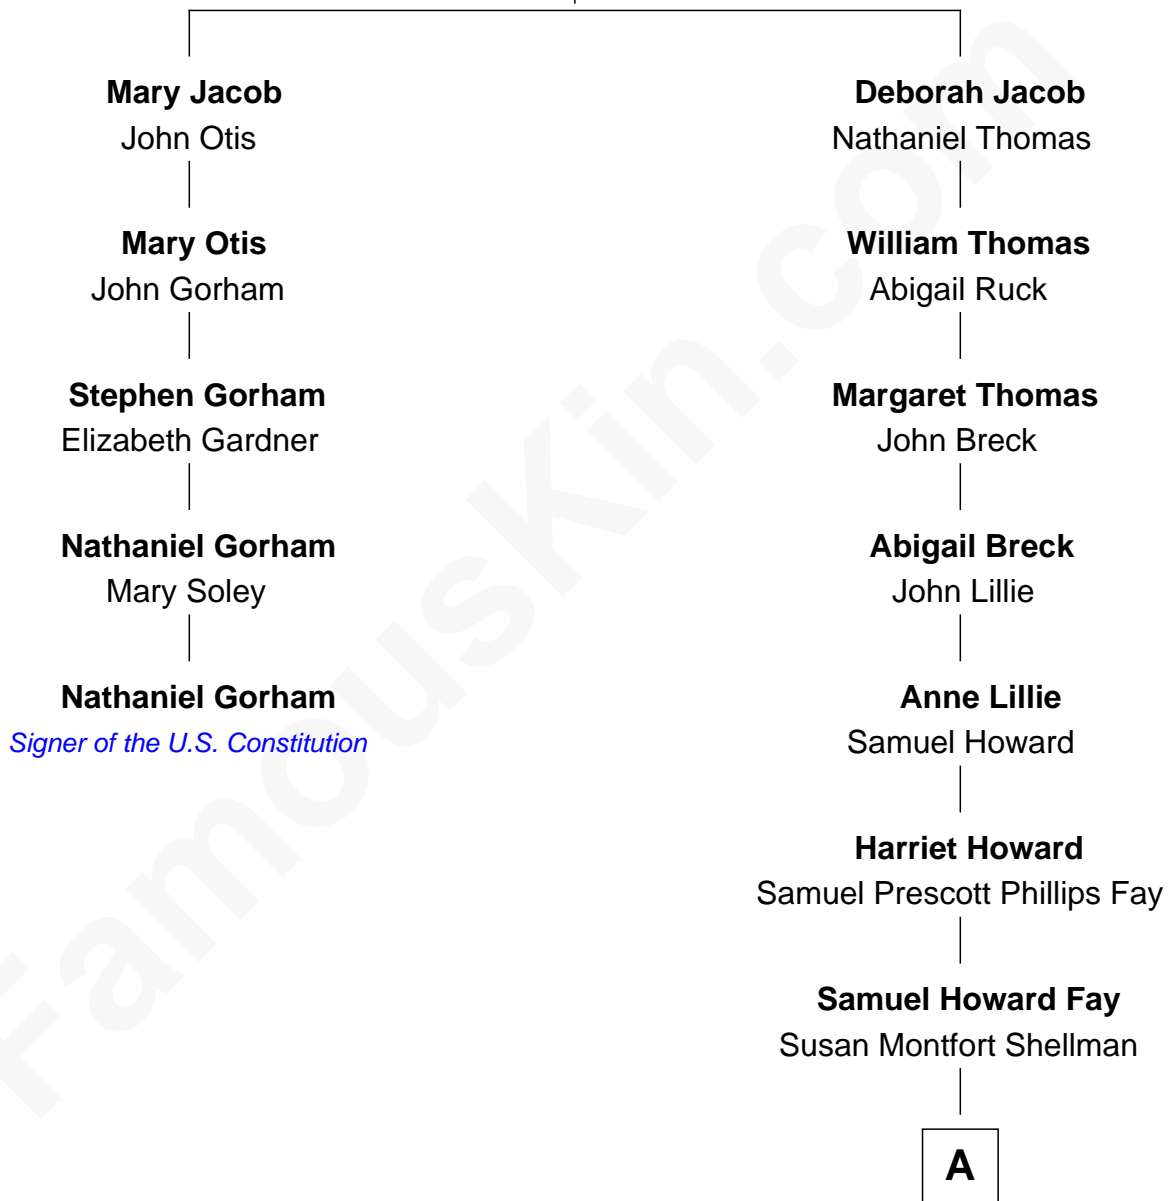 Mary Jacob
John Otis
Mary Otis
John Gorham
Stephen Gorham
Elizabeth Gardner
Nathaniel Gorham
Mary Soley
Nathaniel Gorham
Signer of the U.S. Constitution
Deborah Jacob
Nathaniel Thomas
William Thomas
Abigail Ruck
Margaret Thomas
John Breck
Abigail Breck
John Lillie
Anne Lillie
Samuel Howard
Harriet Howard
Samuel Prescott Phillips Fay
Samuel Howard Fay
Susan Montfort Shellman
A
FamousKin.com